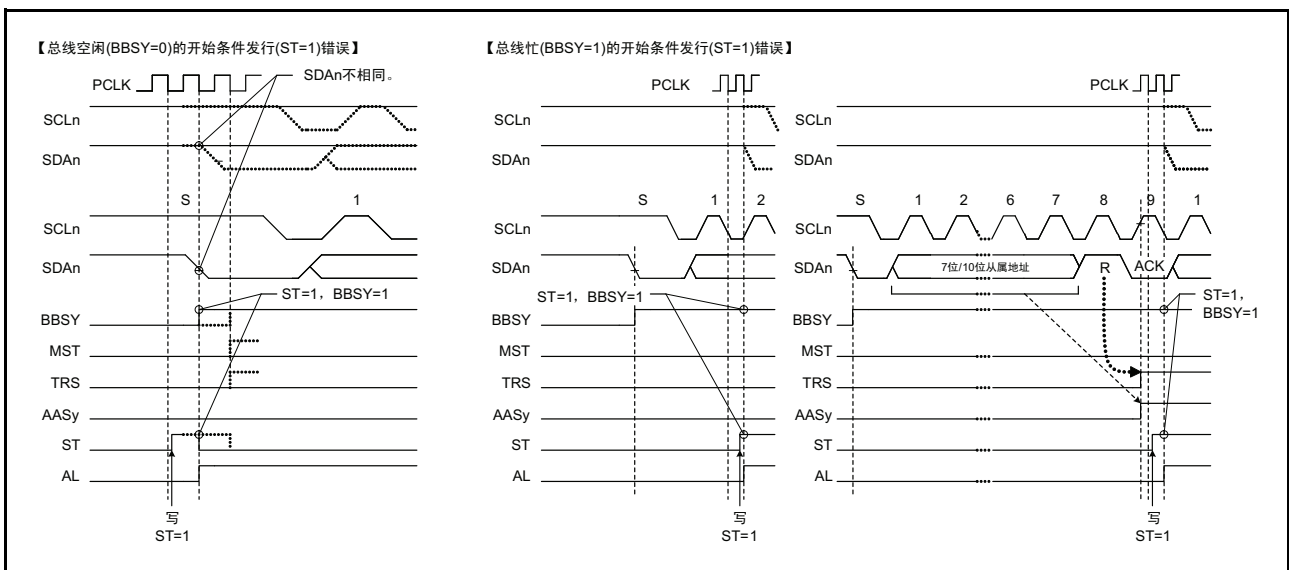 【总线空闲(BBSY=0)的开始条件发行(ST=1)错误】
PCLK
SDAn不相同。
SCLn
SDAn
S 1
SCLn
SDAn
ST=1，BBSY=1
BBSY
MST
TRS
AASy
ST
AL
写
ST=1
【总线忙(BBSY=1)的开始条件发行(ST=1)错误】
PCLK
SCLn
SDAn
S 1 2
SCLn
SDAn
ST=1，BBSY=1
BBSY
MST
TRS
AASy
ST
AL
写
ST=1
PCLK
SCLn
SDAn
S 1 2 6 7 8 9 1
SCLn
SDAn
7位/10位从属地址
R
ACK
ST=1，
BBSY=1
BBSY
MST
TRS
AASy
ST
AL
写
ST=1